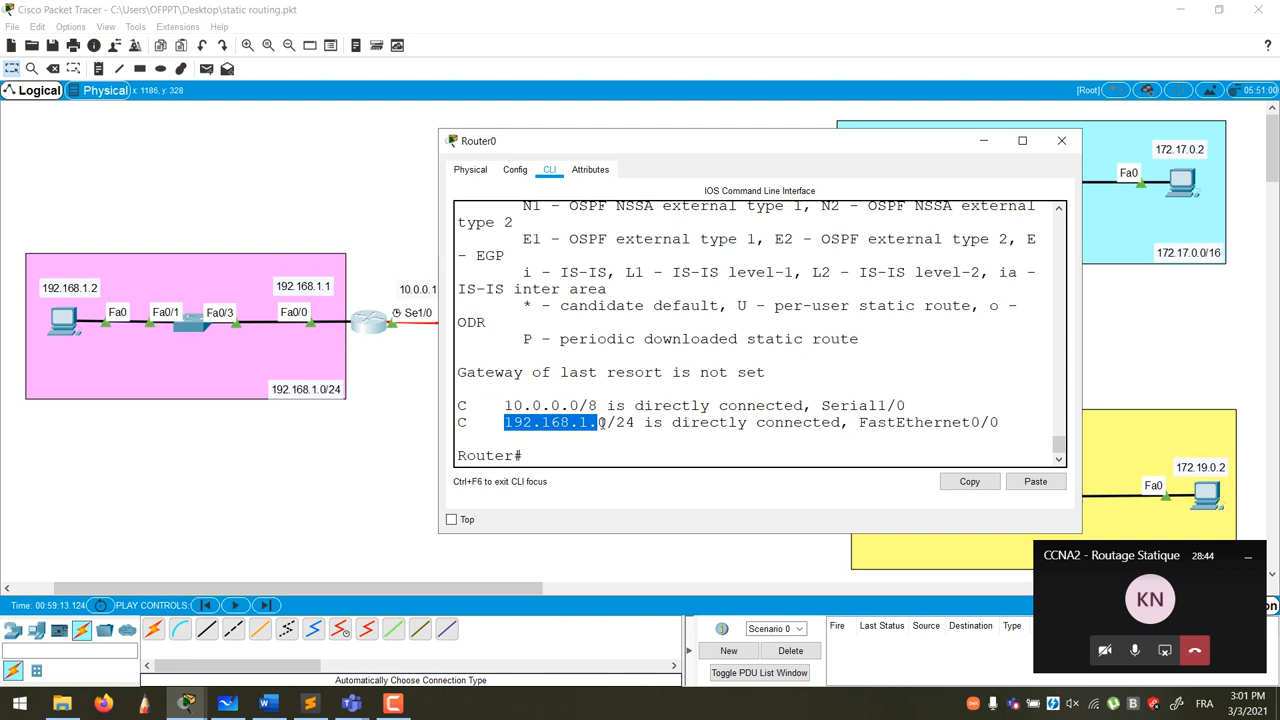 Cisco Packet Tracer - C:\Users\OFPPT\Desktop\static routing.pkt
File Edit Options View Tools Extensions Help
?
Logical Physical x: 1186, y: 328 [Root] 05:51:00
Router0
Physical Config CLI Attributes
IOS Command Line Interface
N1 - OSPF NSSA external type 1, N2 - OSPF NSSA external
type 2
E1 - OSPF external type 1, E2 - OSPF external type 2, E
- EGP
i - IS-IS, L1 - IS-IS level-1, L2 - IS-IS level-2, ia -
IS-IS inter area
* - candidate default, U - per-user static route, o -
ODR
P - periodic downloaded static route
Gateway of last resort is not set
C 10.0.0.0/8 is directly connected, Serial1/0
C 192.168.1.0/24 is directly connected, FastEthernet0/0
Router#
Ctrl+F6 to exit CLI focus
Copy Paste
Top
192.168.1.2
Fa0
Fa0/1
Fa0/3
192.168.1.1
Fa0/0
192.168.1.0/24
10.0.0.1
Se1/0
172.17.0.2
Fa0
172.17.0.0/16
172.19.0.2
Fa0
CCNA2 - Routage Statique 28:44
KN
Time: 00:59:13.124 PLAY CONTROLS:
Scenario 0
New Delete
Toggle PDU List Window
Fire Last Status Source Destination Type
Automatically Choose Connection Type
FRA
3:01 PM
3/3/2021